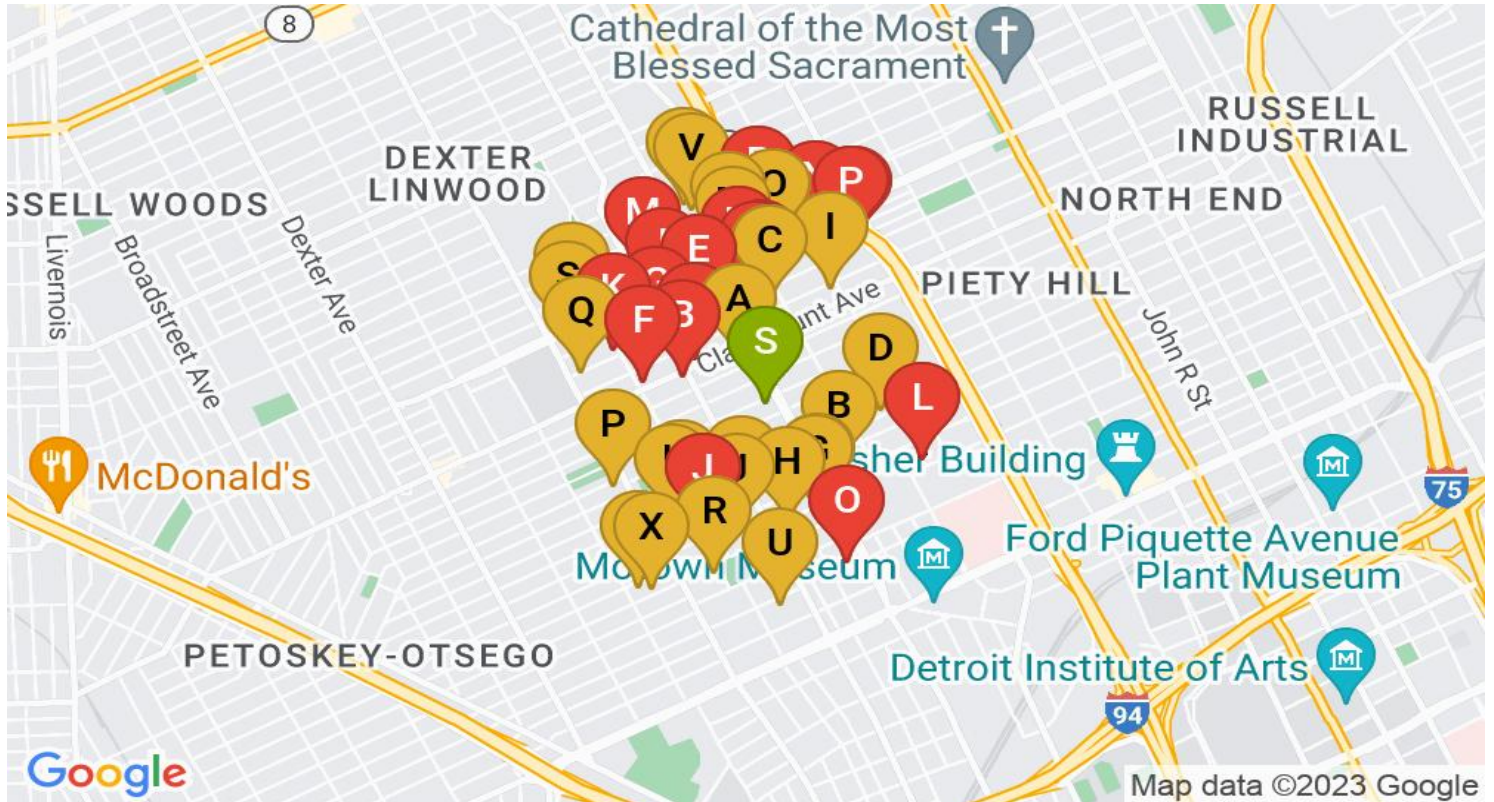 8
Cathedral of the Most
Blessed Sacrament
RUSSELL
INDUSTRIAL
DEXTER
LINWOOD
SSELL WOODS
NORTH END
PIETY HILL
Livernois
Broadstreet Ave
Dexter Ave
John R St
V
O
P
M
I
E
C
S
K
Q
F
B
A
S
D
L
B
P
J
H
G
O
R
X
U
McDonald's
sher Building
75
Ford Piquette Avenue
Plant Museum
PETOSKEY-OTSEGO
Detroit Institute of Arts
94
Google
Map data ©2023 Google